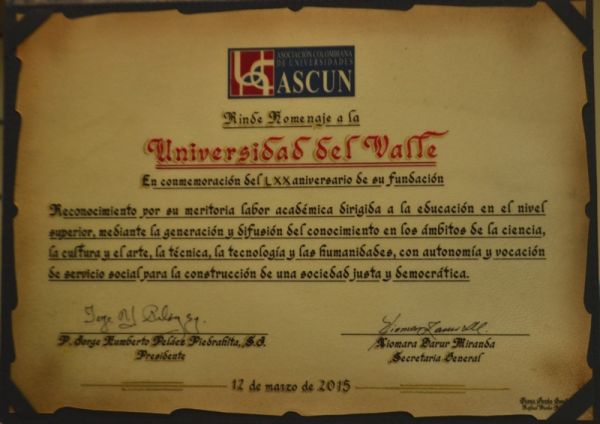 ASOCIACIÓN COLOMBIANA
DE UNIVERSIDADES
ASCUN
Rinde Homenaje a la
Universidad del Valle
En conmemoración del LXX aniversario de su fundación
Reconocimiento por su meritoria labor académica dirigida a la educación en el nivel
superior, mediante la generación y difusión del conocimiento en los ámbitos de la ciencia,
la cultura y el arte, la técnica, la tecnología y las humanidades, con autonomía y vocación
de servicio social para la construcción de una sociedad justa y democrática.
P. Jorge Humberto Peláez Piedrahita, S.J.
Presidente
Xiomara Zarur Miranda
Secretaria General
12 de marzo de 2015